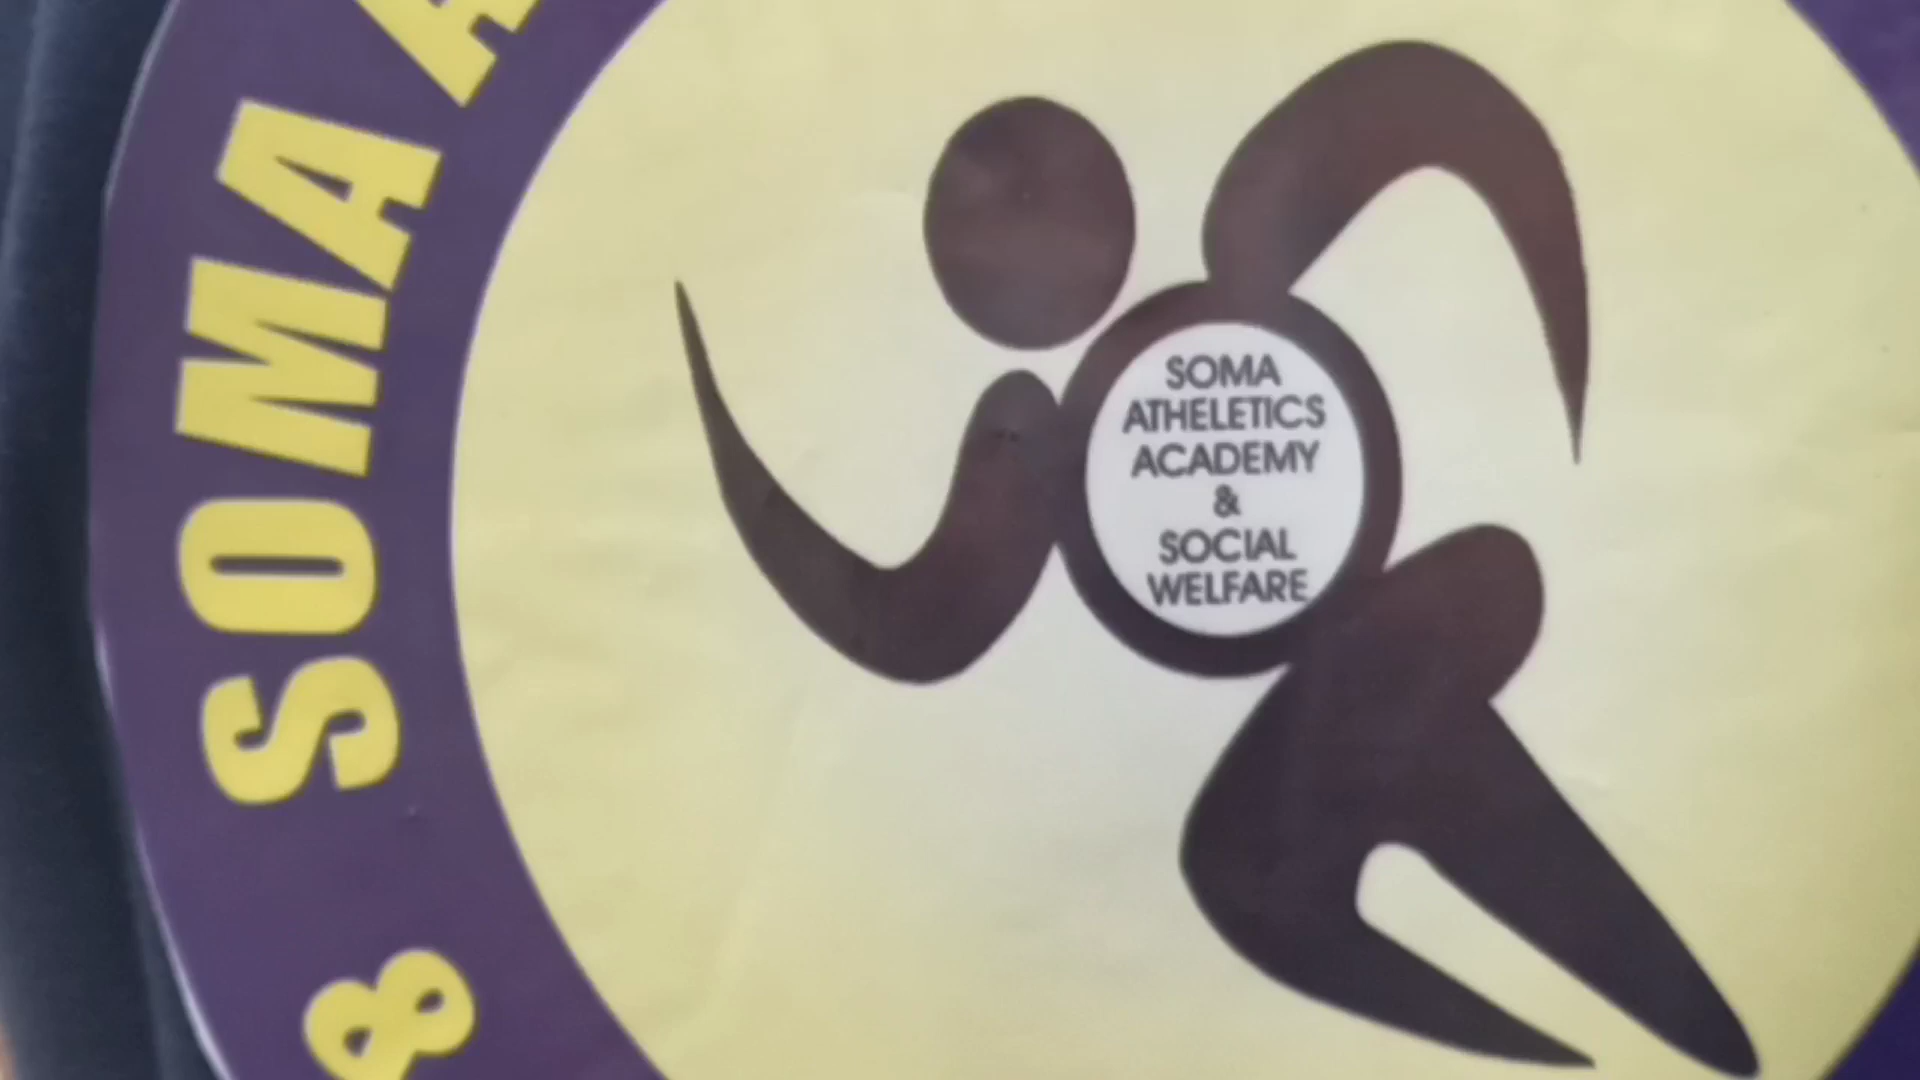 SOMA A
&
SOMA
ATHELETICS
ACADEMY
&
SOCIAL
WELFARE